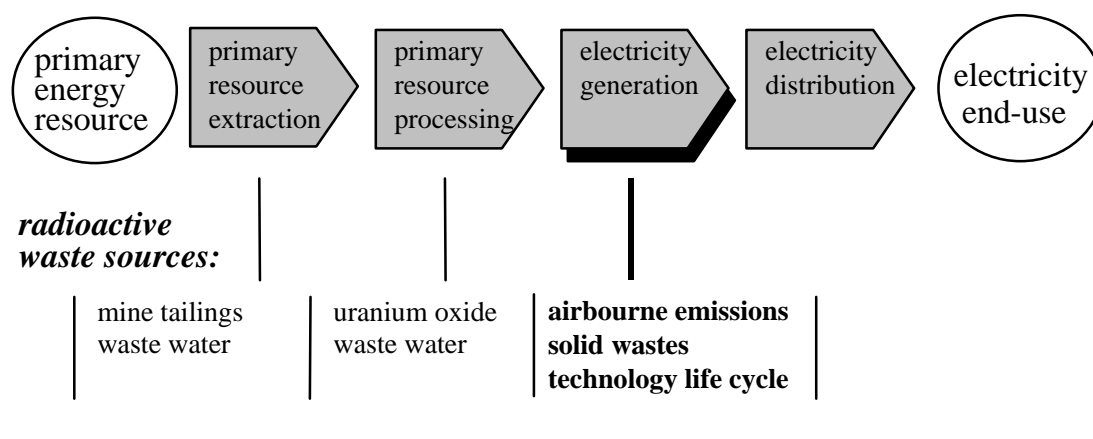 primary
energy
resource
primary
resource
extraction
primary
resource
processing
electricity
generation
electricity
distribution
electricity
end-use
radioactive
waste sources:
mine tailings
waste water
uranium oxide
waste water
airbourne emissions
solid wastes
technology life cycle